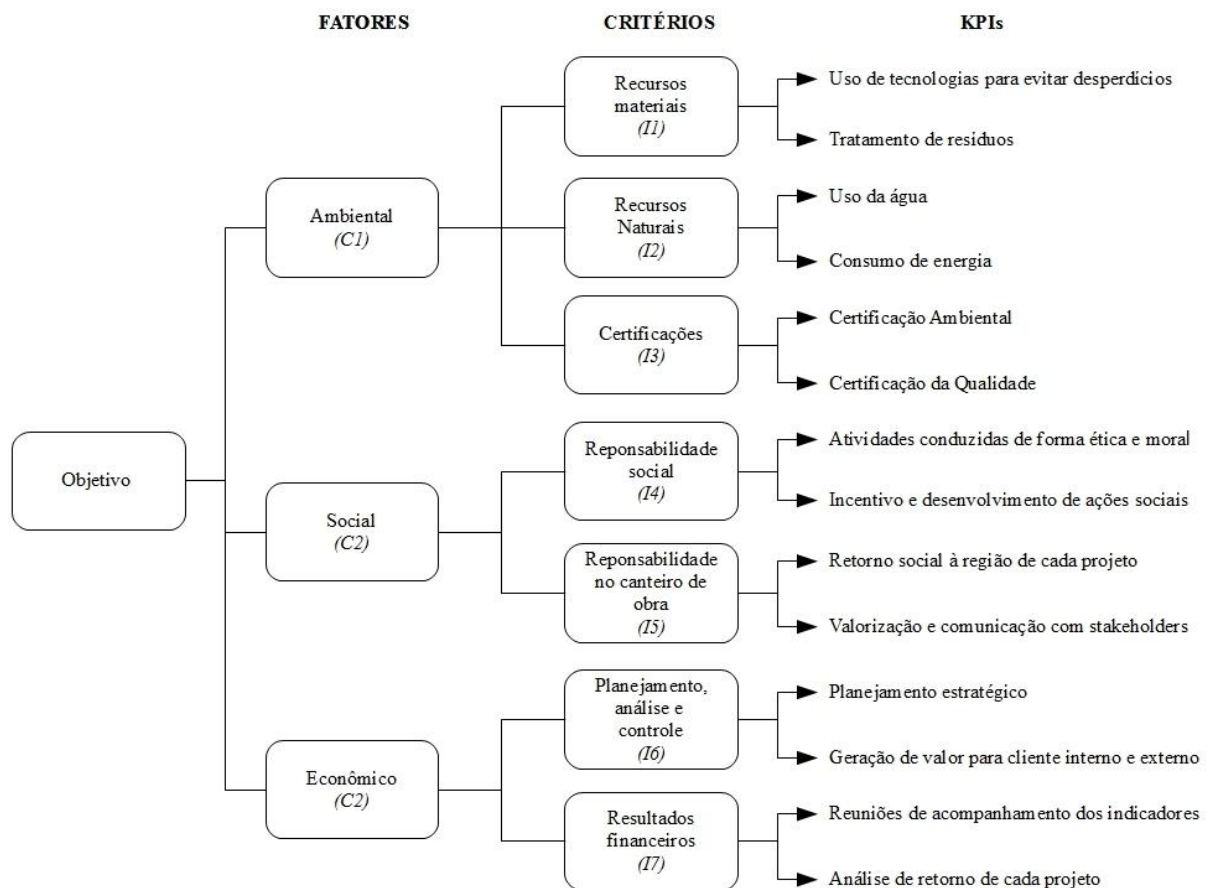 FATORES
CRITÉRIOS
KPIs
Objetivo
Ambiental
(C1)
Recursos
materiais
(I1)
Uso de tecnologias para evitar desperdícios
Tratamento de resíduos
Recursos
Naturais
(I2)
Uso da água
Consumo de energia
Certificações
(I3)
Certificação Ambiental
Certificação da Qualidade
Social
(C2)
Reponsabilidade
social
(I4)
Atividades conduzidas de forma ética e moral
Incentivo e desenvolvimento de ações sociais
Reponsabilidade
no canteiro de
obra
(I5)
Retorno social à região de cada projeto
Valorização e comunicação com stakeholders
Econômico
(C2)
Planejamento,
análise e
controle
(I6)
Planejamento estratégico
Geração de valor para cliente interno e externo
Resultados
financeiros
(I7)
Reuniões de acompanhamento dos indicadores
Análise de retorno de cada projeto